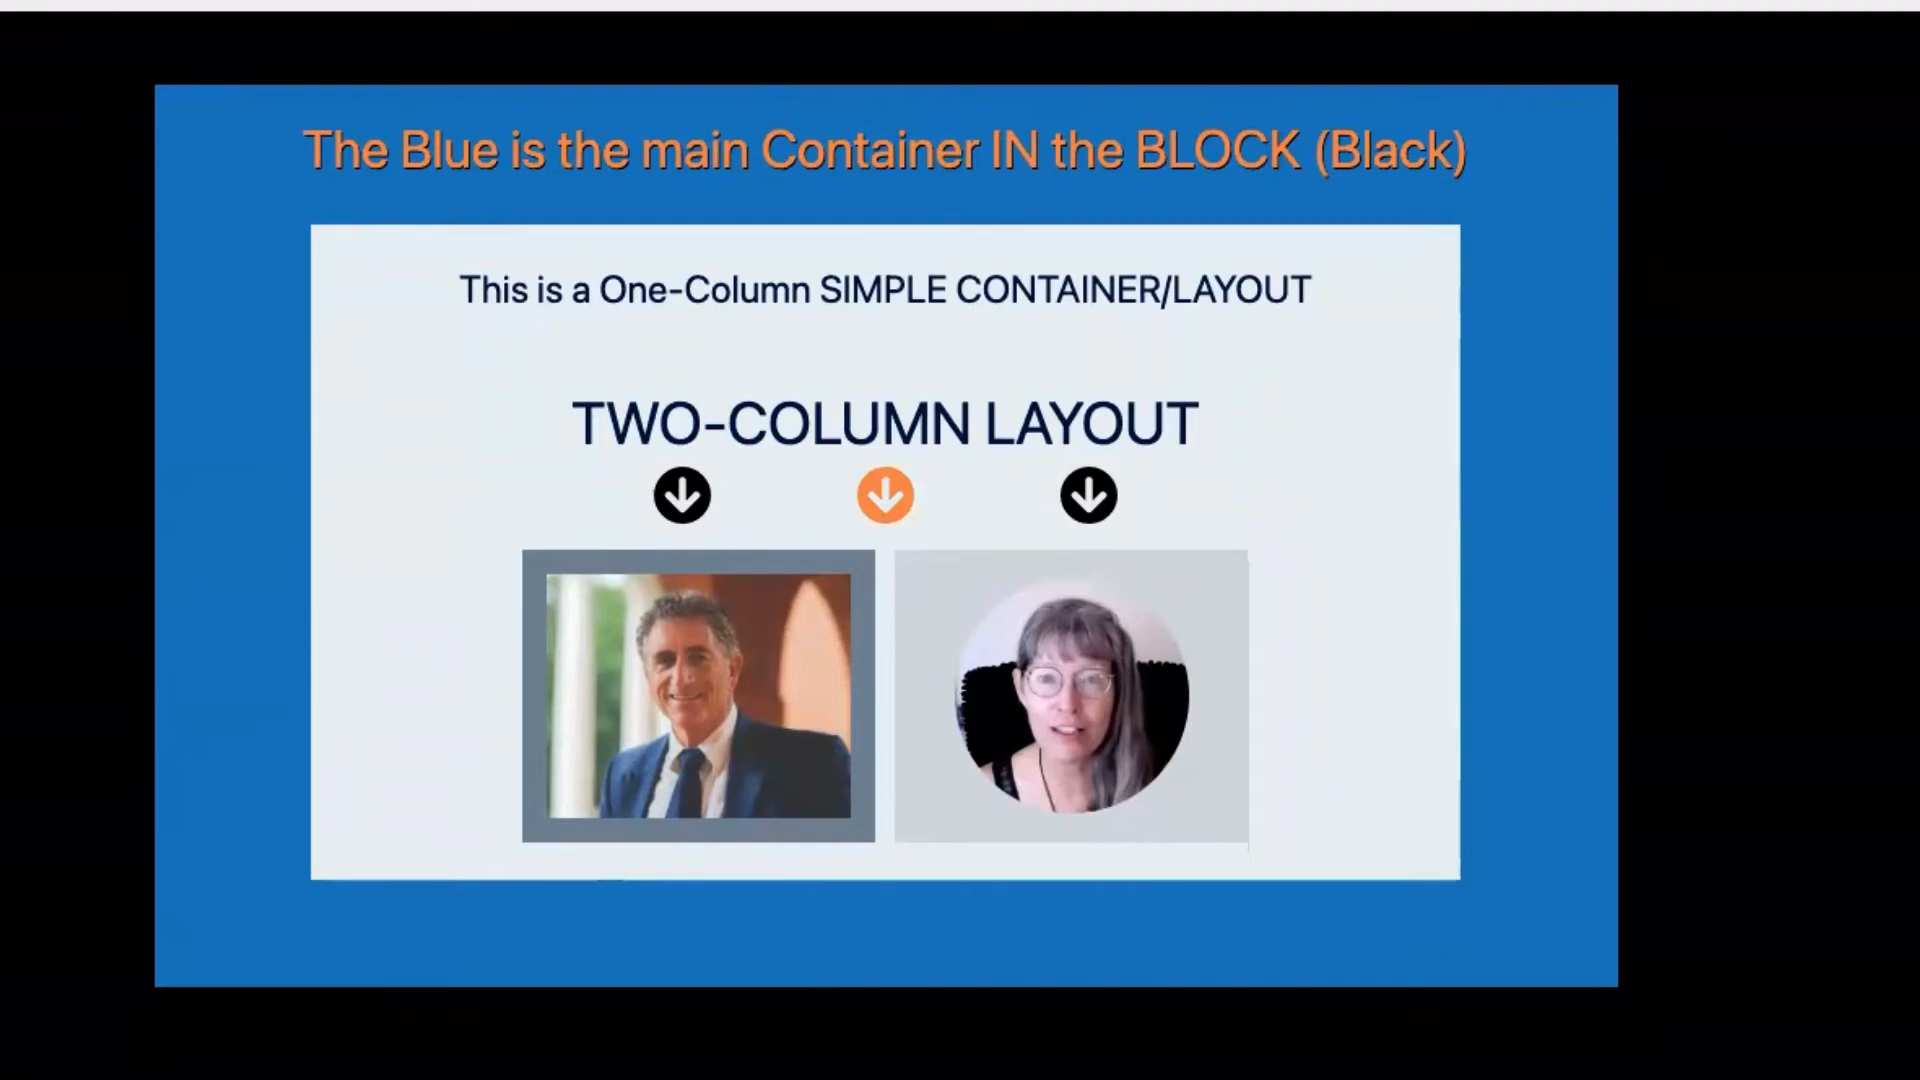 The Blue is the main Container IN the BLOCK (Black)
This is a One-Column SIMPLE CONTAINER/LAYOUT
TWO-COLUMN LAYOUT